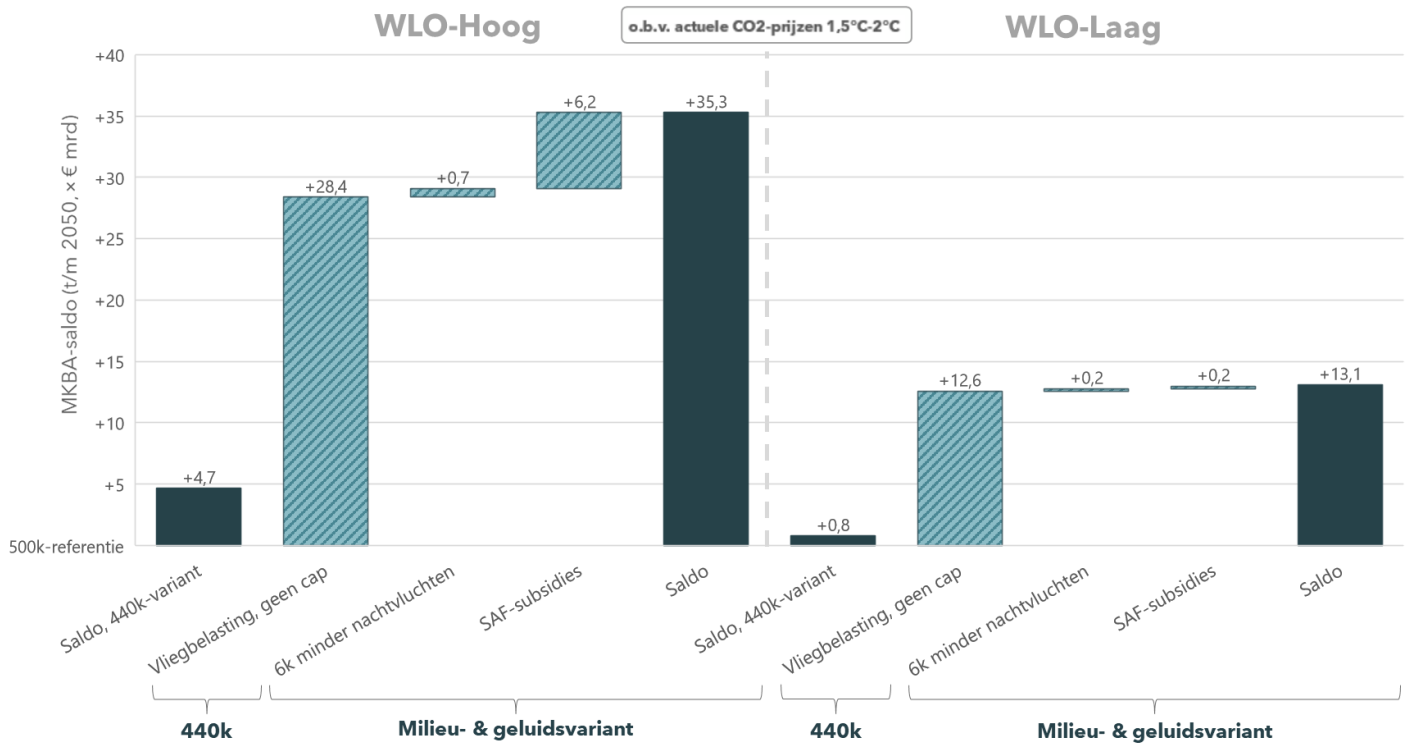 WLO-Hoog
o.b.v. actuele CO2-prijzen 1,5°C-2°C
WLO-Laag
MKBA-saldo (t/m 2050, × € mrd)
+40
+35
+30
+25
+20
+15
+10
+5
500k-referentie
+4,7
+28,4
+0,7
+6,2
+35,3
+0,8
+12,6
+0,2
+0,2
+13,1
Saldo, 440k-variant
Vliegbelasting, geen cap
6k minder nachtvluchten
SAF-subsidies
Saldo
Saldo, 440k-variant
Vliegbelasting, geen cap
6k minder nachtvluchten
SAF-subsidies
Saldo
440k
Milieu- & geluidsvariant
440k
Milieu- & geluidsvariant